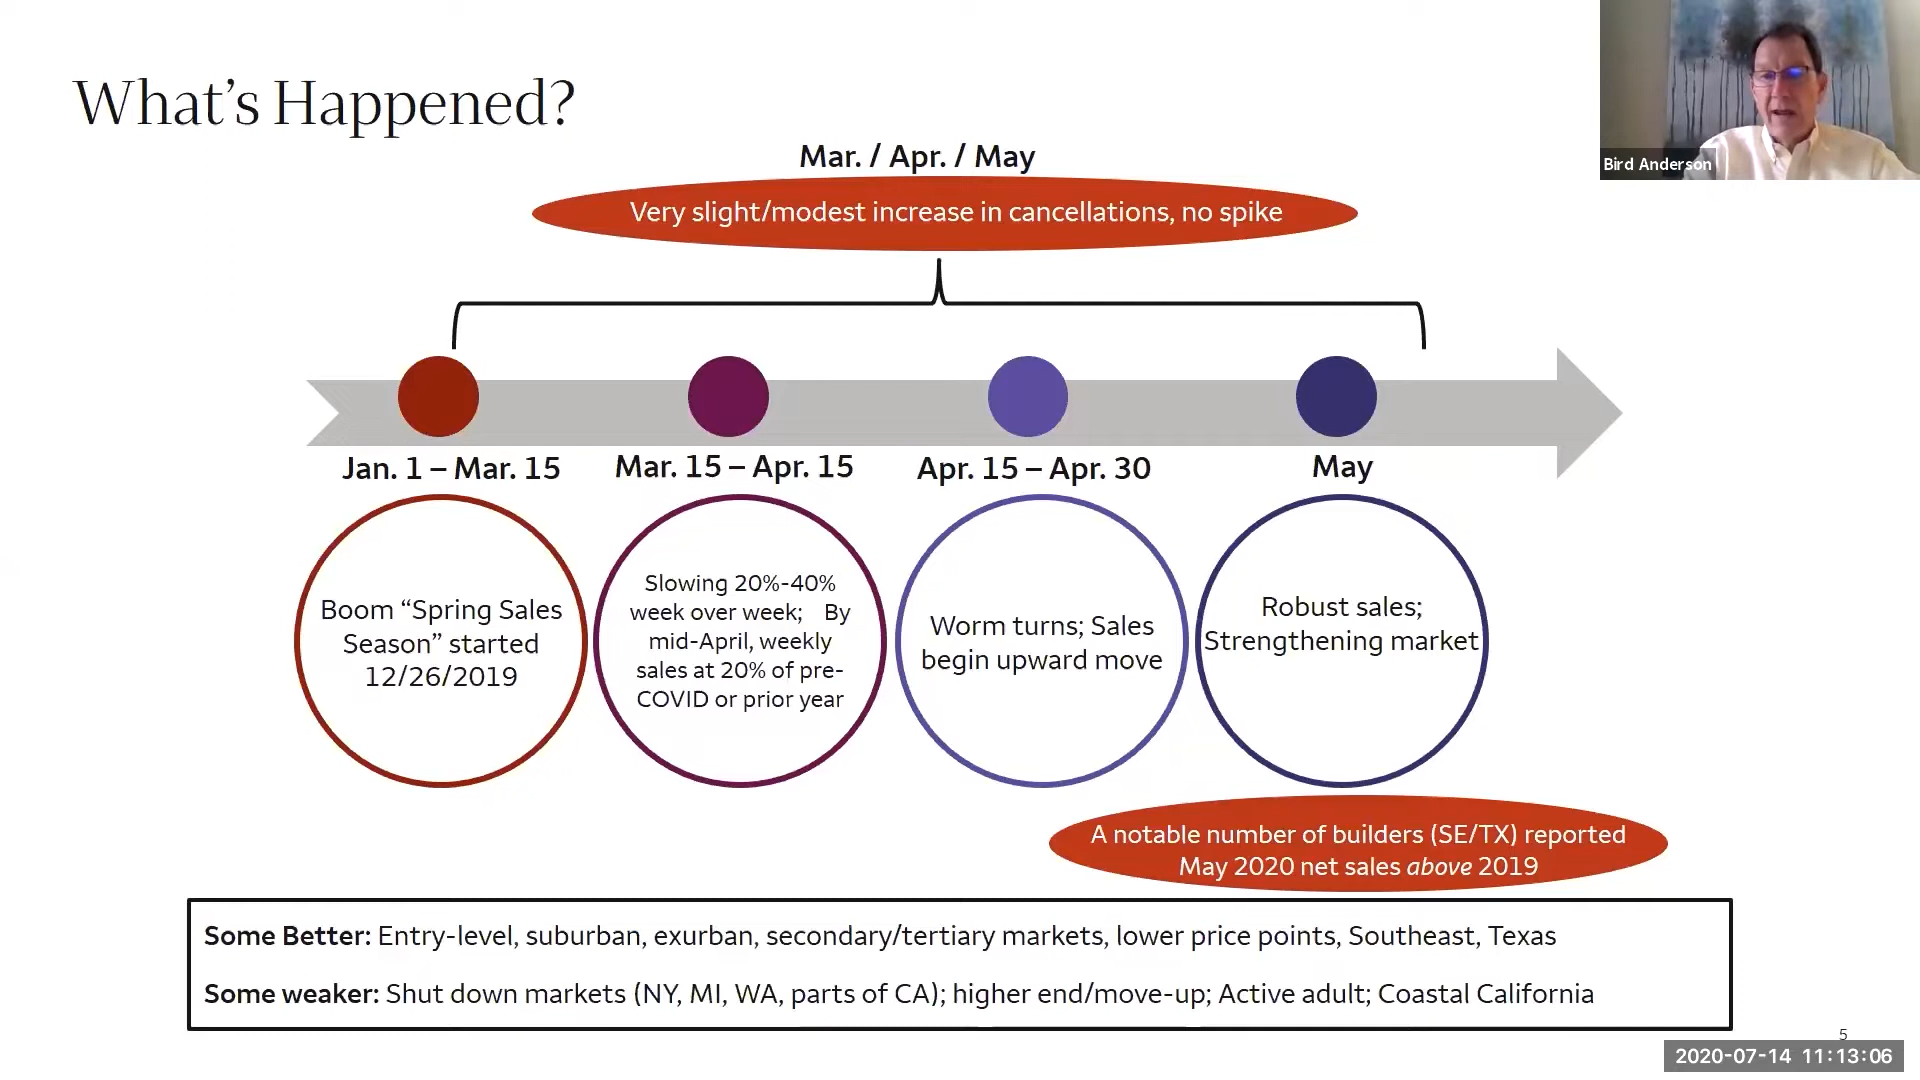 What's Happened?
Bird Anderson
Mar. / Apr. / May
Very slight/modest increase in cancellations, no spike
Jan. 1 – Mar. 15
Mar. 15 – Apr. 15
Apr. 15 – Apr. 30
May
Boom “Spring Sales
Season” started
12/26/2019
Slowing 20%-40%
week over week; By
mid-April, weekly
sales at 20% of pre-
COVID or prior year
Worm turns; Sales
begin upward move
Robust sales;
Strengthening market
A notable number of builders (SE/TX) reported
May 2020 net sales above 2019
Some Better: Entry-level, suburban, exurban, secondary/tertiary markets, lower price points, Southeast, Texas
Some weaker: Shut down markets (NY, MI, WA, parts of CA); higher end/move-up; Active adult; Coastal California
5
2020-07-14 11:13:06